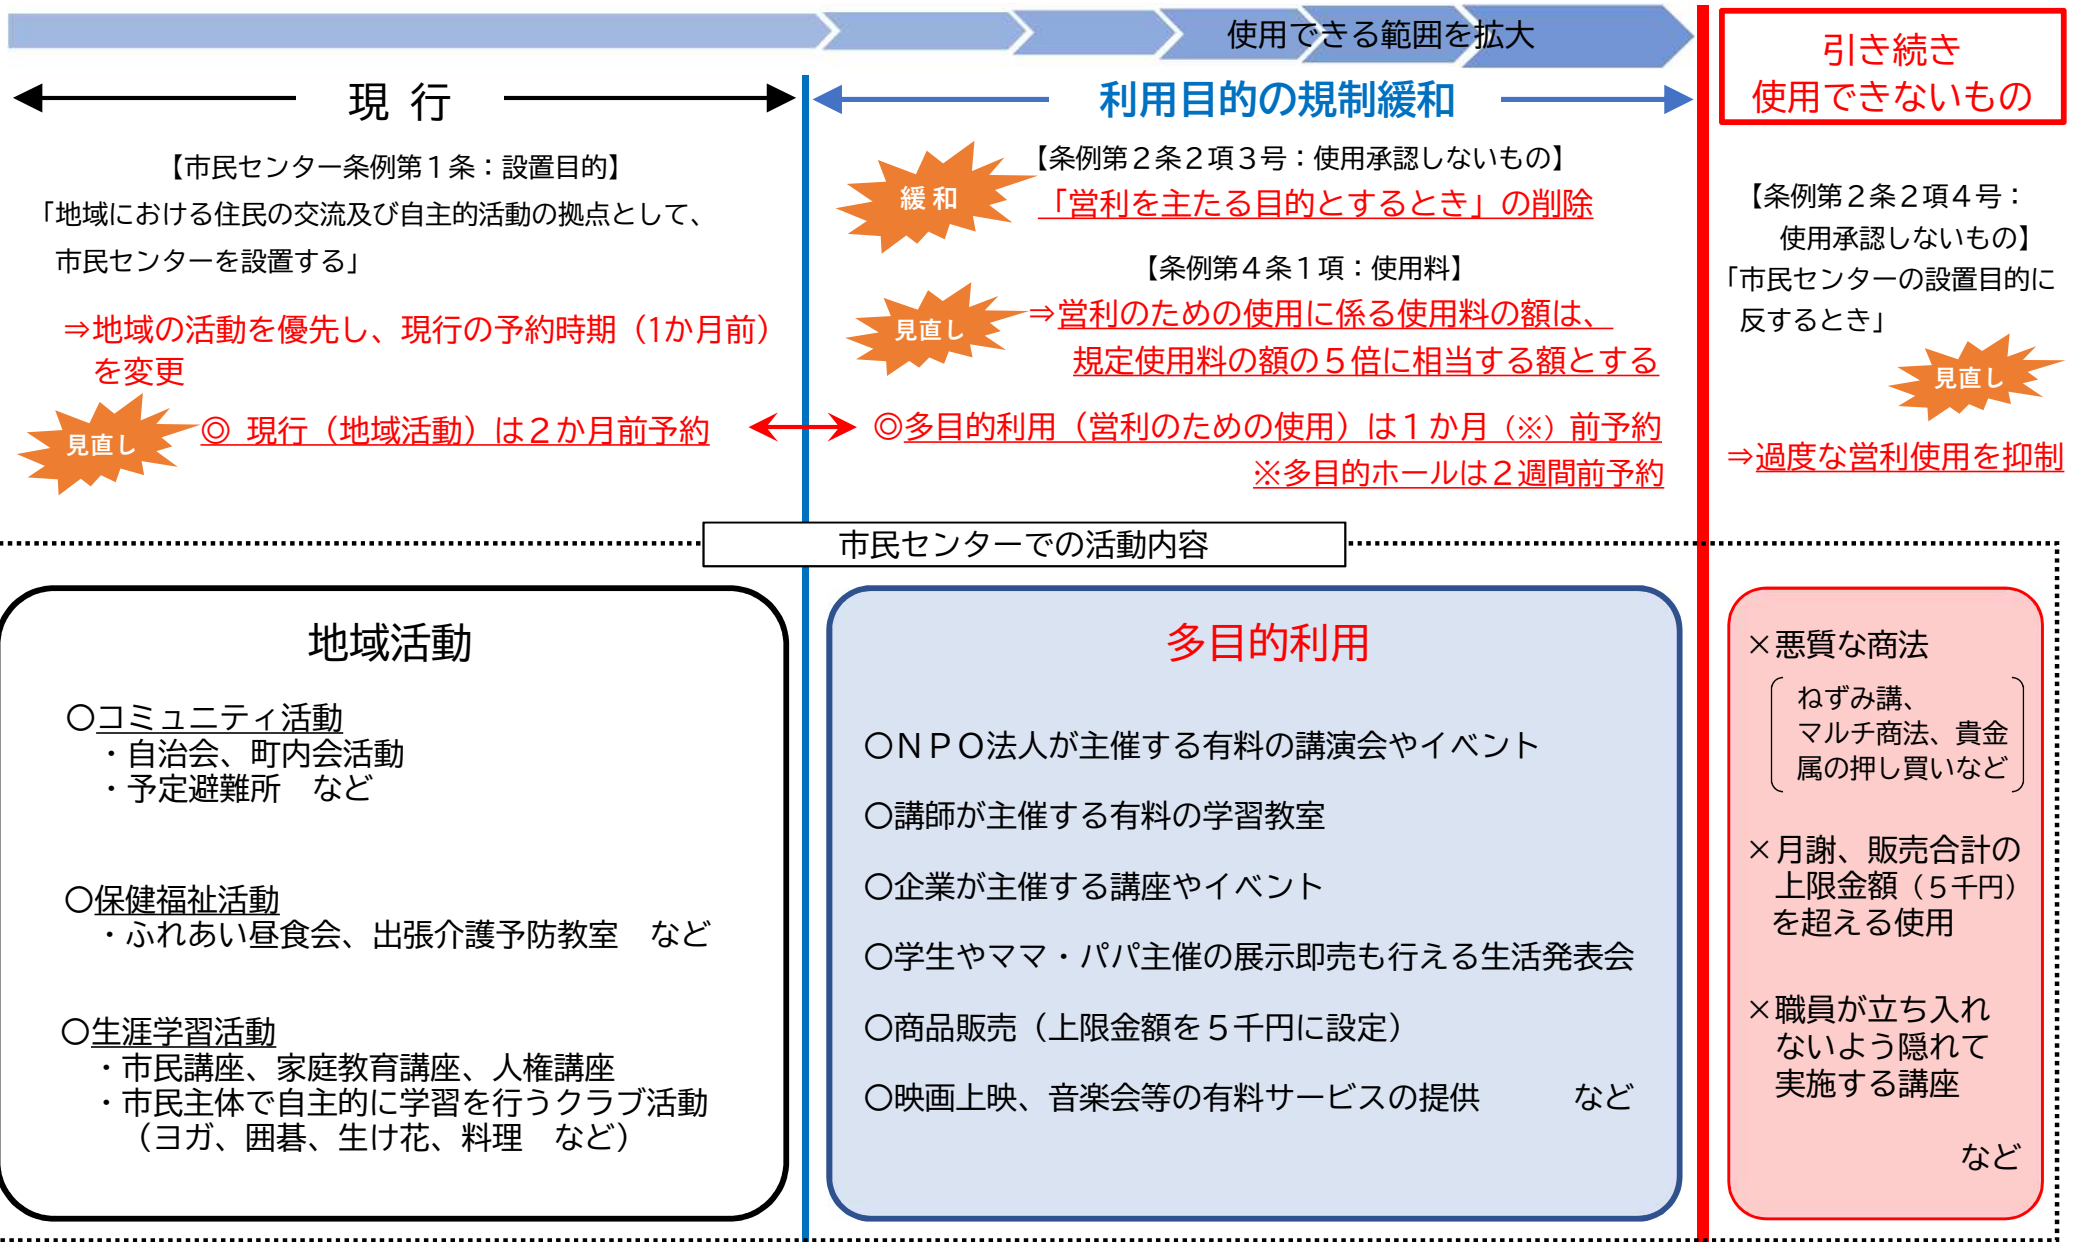 使用できる範囲を拡大
現 行
【市民センター条例第１条：設置目的】
「地域における住民の交流及び自主的活動の拠点として、
市民センターを設置する」
⇒地域の活動を優先し、現行の予約時期（1か月前）
を変更
見直し
◎ 現行（地域活動）は２か月前予約
利用目的の規制緩和
【条例第２条２項３号：使用承認しないもの】
緩 和
「営利を主たる目的とするとき」の削除
【条例第４条１項：使用料】
見直し
⇒営利のための使用に係る使用料の額は、
規定使用料の額の５倍に相当する額とする
◎多目的利用（営利のための使用）は１か月（※）前予約
※多目的ホールは２週間前予約
引き続き
使用できないもの
【条例第２条２項４号：
使用承認しないもの】
「市民センターの設置目的に
反するとき」
見直し
⇒過度な営利使用を抑制
市民センターでの活動内容
地域活動
〇コミュニティ活動
・自治会、町内会活動
・予定避難所　など
〇保健福祉活動
・ふれあい昼食会、出張介護予防教室　など
〇生涯学習活動
・市民講座、家庭教育講座、人権講座
・市民主体で自主的に学習を行うクラブ活動
（ヨガ、囲碁、生け花、料理　など）
多目的利用
〇ＮＰＯ法人が主催する有料の講演会やイベント
〇講師が主催する有料の学習教室
〇企業が主催する講座やイベント
〇学生やママ・パパ主催の展示即売も行える生活発表会
〇商品販売（上限金額を５千円に設定）
〇映画上映、音楽会等の有料サービスの提供　　　など
×悪質な商法
ねずみ講、
マルチ商法、貴金
属の押し買いなど
×月謝、販売合計の
上限金額（５千円）
を超える使用
×職員が立ち入れ
ないよう隠れて
実施する講座
など